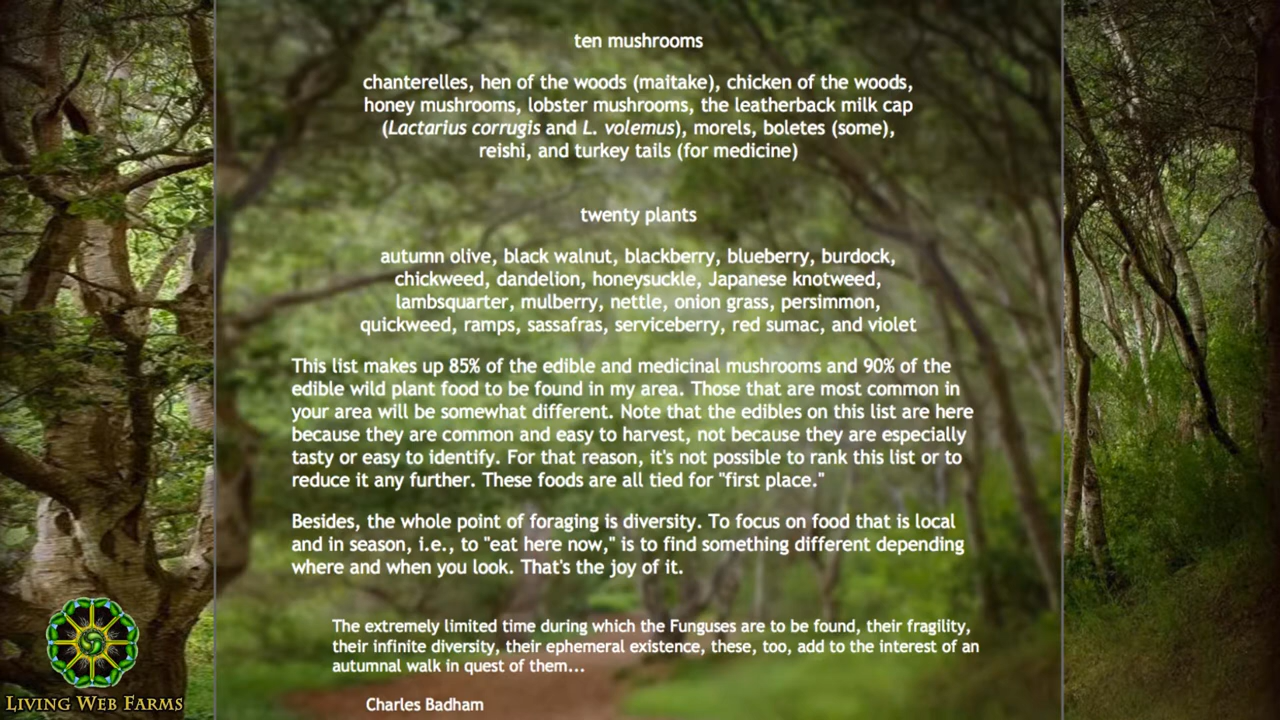 ten mushrooms
chanterelles, hen of the woods (maitake), chicken of the woods,
honey mushrooms, lobster mushrooms, the leatherback milk cap
(Lactarius corrugis and L. volemus), morels, boletes (some),
reishi, and turkey tails (for medicine)
twenty plants
autumn olive, black walnut, blackberry, blueberry, burdock,
chickweed, dandelion, honeysuckle, Japanese knotweed,
lambsquarter, mulberry, nettle, onion grass, persimmon,
quickweed, ramps, sassafras, serviceberry, red sumac, and violet
This list makes up 85% of the edible and medicinal mushrooms and 90% of the
edible wild plant food to be found in my area. Those that are most common in
your area will be somewhat different. Note that the edibles on this list are here
because they are common and easy to harvest, not because they are especially
tasty or easy to identify. For that reason, it's not possible to rank this list or to
reduce it any further. These foods are all tied for "first place."
Besides, the whole point of foraging is diversity. To focus on food that is local
and in season, i.e., to "eat here now," is to find something different depending
where and when you look. That's the joy of it.
The extremely limited time during which the Funguses are to be found, their fragility,
their infinite diversity, their ephemeral existence, these, too, add to the interest of an
autumnal walk in quest of them...
Charles Badham
LIVING WEB FARMS